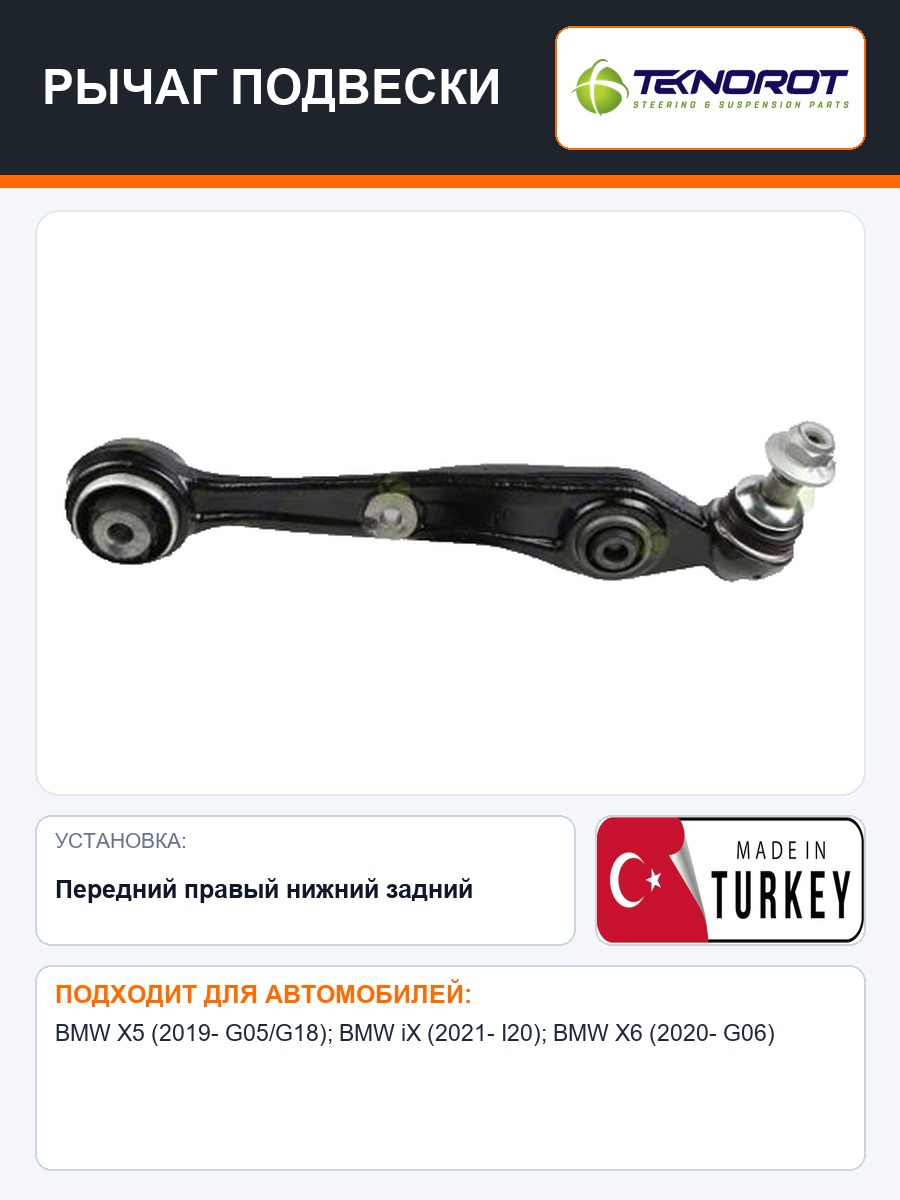 РЫЧАГ ПОДВЕСКИ
TEKNOROT
STEERING & SUSPENSION PARTS
УСТАНОВКА:
Передний правый нижний задний
MADE IN
TURKEY
ПОДХОДИТ ДЛЯ АВТОМОБИЛЕЙ:
BMW X5 (2019- G05/G18); BMW iX (2021- I20); BMW X6 (2020- G06)